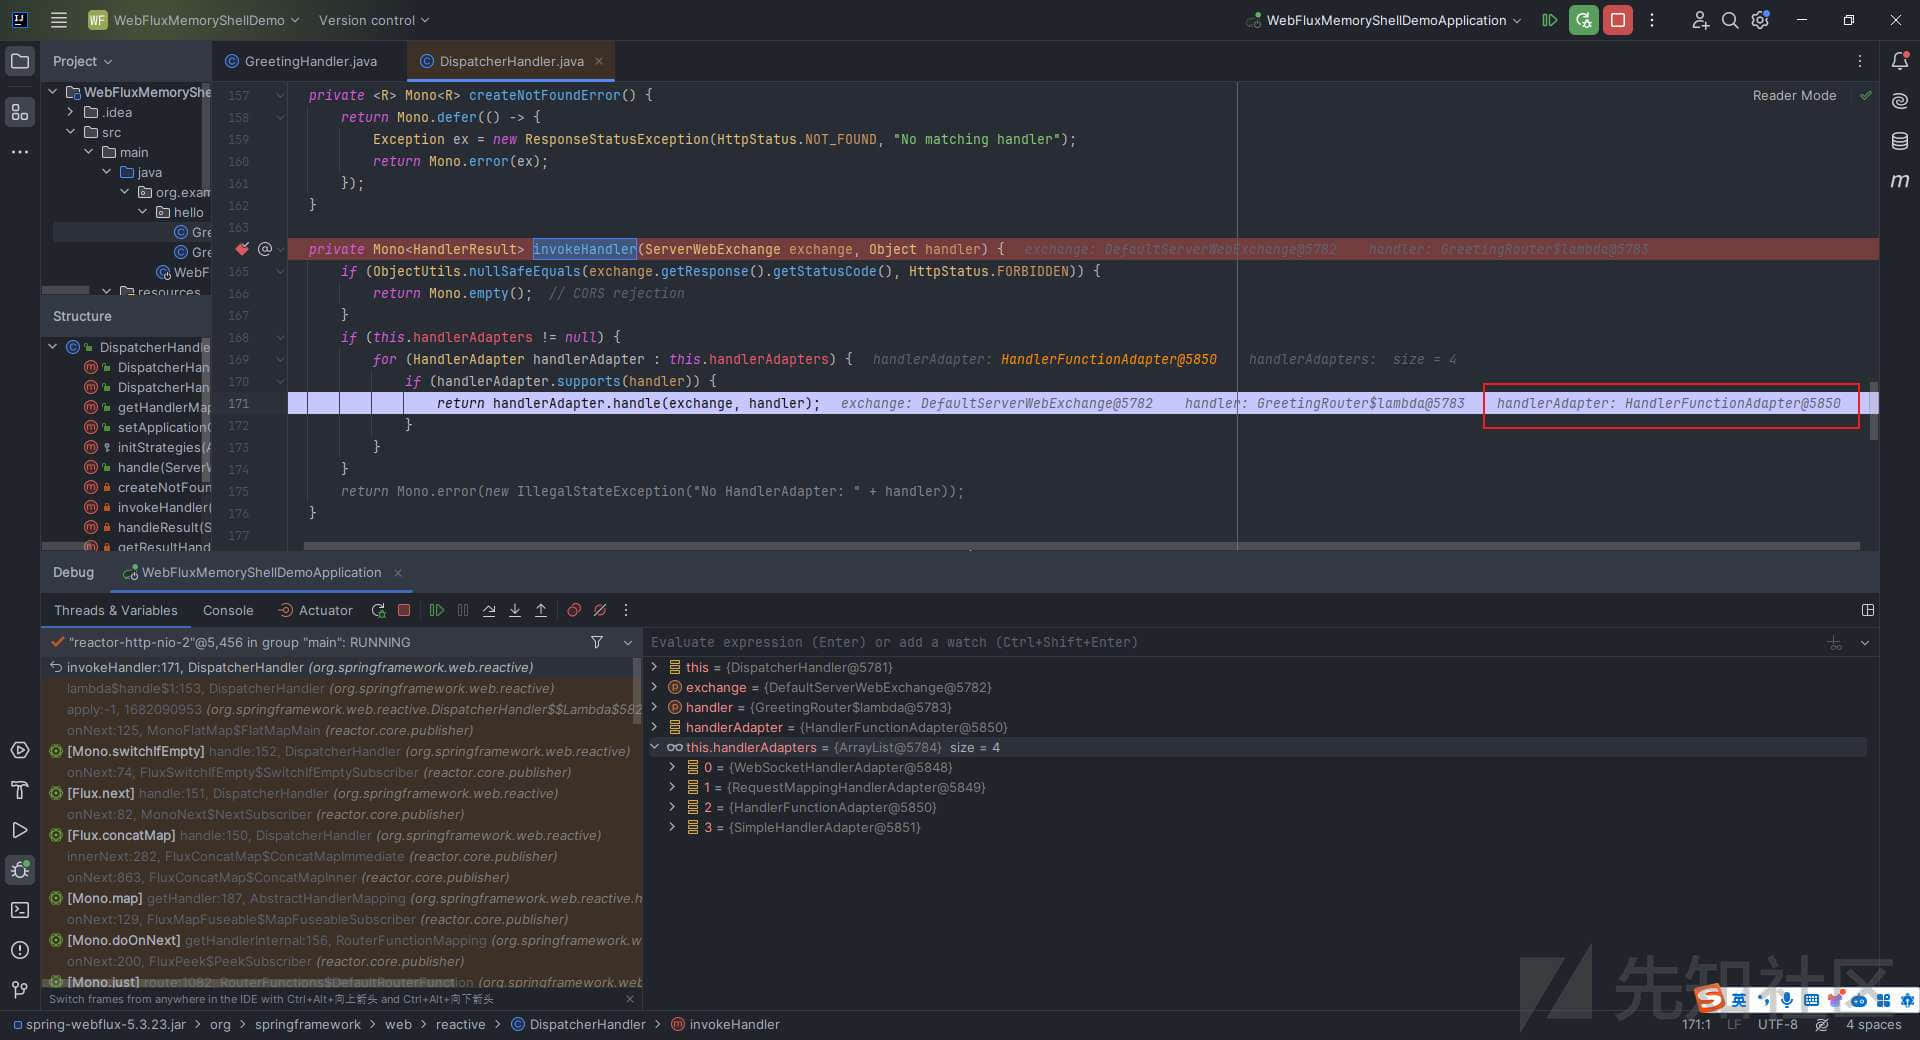 WF WebFluxMemoryShellDemo Version control WebFluxMemoryShellDemoApplication
Project
GreetingHandler.java DispatcherHandler.java
WebFluxMemoryShe
.idea
src
main
java
org.exam
hello
Gre
Gre
WebF
resources
Reader Mode
157 private <R> Mono<R> createNotFoundError() {
158 return Mono.defer(() -> {
159 Exception ex = new ResponseStatusException(HttpStatus.NOT_FOUND, "No matching handler");
160 return Mono.error(ex);
161 });
162 }
163
@ private Mono<HandlerResult> invokeHandler(ServerWebExchange exchange, Object handler) { exchange: DefaultServerWebExchange@5782 handler: GreetingRouter$lambda@5783
165 if (ObjectUtils.nullSafeEquals(exchange.getResponse().getStatusCode(), HttpStatus.FORBIDDEN)) {
166 return Mono.empty(); // CORS rejection
167 }
168 if (this.handlerAdapters != null) {
169 for (HandlerAdapter handlerAdapter : this.handlerAdapters) { handlerAdapter: HandlerFunctionAdapter@5850 handlerAdapters: size = 4
170 if (handlerAdapter.supports(handler)) {
171 return handlerAdapter.handle(exchange, handler); exchange: DefaultServerWebExchange@5782 handler: GreetingRouter$lambda@5783 handlerAdapter: HandlerFunctionAdapter@5850
172 }
173 }
174 }
175 return Mono.error(new IllegalStateException("No HandlerAdapter: " + handler));
176 }
177
Structure
DispatcherHandle
DispatcherHan
DispatcherHan
getHandlerMap
setApplicationC
initStrategies(A
handle(ServerW
createNotFoun
invokeHandler(
handleResult(S
getResultHand
Debug WebFluxMemoryShellDemoApplication
Threads & Variables Console Actuator
"reactor-http-nio-2"@5,456 in group "main": RUNNING
invokeHandler:171, DispatcherHandler (org.springframework.web.reactive)
lambda$handle$1:153, DispatcherHandler (org.springframework.web.reactive)
apply:-1, 1682090953 (org.springframework.web.reactive.DispatcherHandler$$Lambda$582
onNext:125, MonoFlatMap$FlatMapMain (reactor.core.publisher)
[Mono.switchIfEmpty] handle:152, DispatcherHandler (org.springframework.web.reactive)
onNext:74, FluxSwitchIfEmpty$SwitchIfEmptySubscriber (reactor.core.publisher)
[Flux.next] handle:151, DispatcherHandler (org.springframework.web.reactive)
onNext:82, MonoNext$NextSubscriber (reactor.core.publisher)
[Flux.concatMap] handle:150, DispatcherHandler (org.springframework.web.reactive)
innerNext:282, FluxConcatMap$ConcatMapImmediate (reactor.core.publisher)
onNext:863, FluxConcatMap$ConcatMapInner (reactor.core.publisher)
[Mono.map] getHandler:187, AbstractHandlerMapping (org.springframework.web.reactive.h
onNext:129, FluxMapFuseable$MapFuseableSubscriber (reactor.core.publisher)
[Mono.doOnNext] getHandlerInternal:156, RouterFunctionMapping (org.springframework.w
onNext:200, FluxPeek$PeekSubscriber (reactor.core.publisher)
[Mono.just] route:1082, RouterFunctions$DefaultRouterFunction (org.springframework.web
Switch frames from anywhere in the IDE with Ctrl+Alt+向上箭头 and Ctrl+Alt+向下箭头
Evaluate expression (Enter) or add a watch (Ctrl+Shift+Enter)
this = {DispatcherHandler@5781}
exchange = {DefaultServerWebExchange@5782}
handler = {GreetingRouter$lambda@5783}
handlerAdapter = {HandlerFunctionAdapter@5850}
this.handlerAdapters = {ArrayList@5784} size = 4
0 = {WebSocketHandlerAdapter@5848}
1 = {RequestMappingHandlerAdapter@5849}
2 = {HandlerFunctionAdapter@5850}
3 = {SimpleHandlerAdapter@5851}
先知社区
英
spring-webflux-5.3.23.jar > org > springframework > web > reactive > DispatcherHandler > invokeHandler
171:1 LF UTF-8 4 spaces